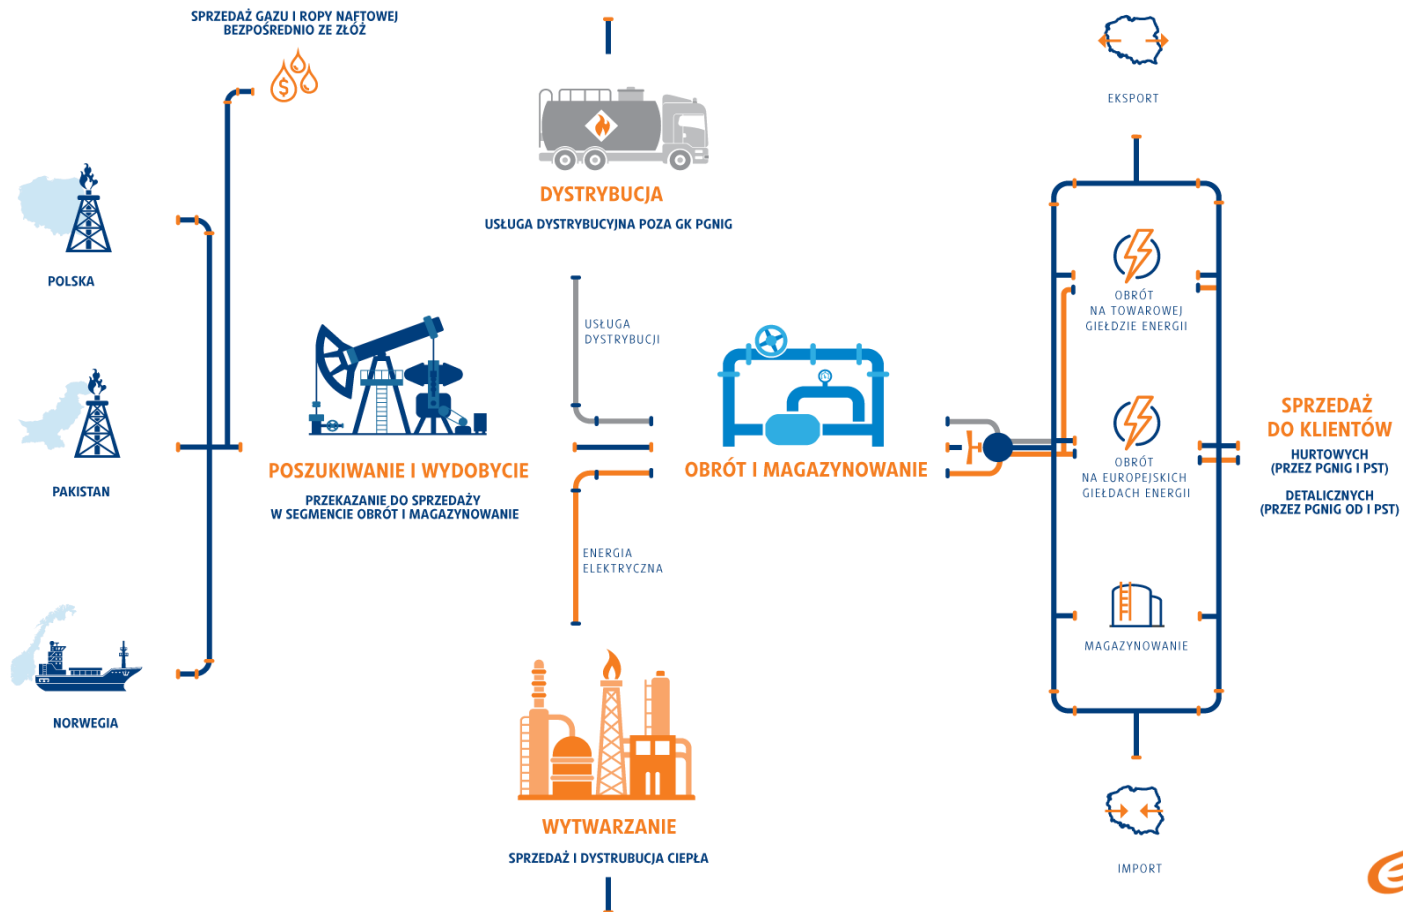 SPRZEDAŻ GAZU I ROPY NAFTOWEJ
BEZPOŚREDNIO ZE ZŁÓŻ
$
POLSKA
PAKISTAN
NORWEGIA
POSZUKIWANIE I WYDOBYCIE
PRZEKAZANIE DO SPRZEDAŻY
W SEGMENCIE OBRÓT I MAGAZYNOWANIE
DYSTRYBUCJA
USŁUGA DYSTRYBUCYJNA POZA GK PGNIG
USŁUGA
DYSTRYBUCJI
ENERGIA
ELEKTRYCZNA
WYTWARZANIE
SPRZEDAŻ I DYSTRUBUCJA CIEPŁA
OBRÓT I MAGAZYNOWANIE
EKSPORT
OBRÓT
NA TOWAROWEJ
GIEŁDZIE ENERGII
OBRÓT
NA EUROPEJSKICH
GIEŁDACH ENERGII
MAGAZYNOWANIE
IMPORT
SPRZEDAŻ
DO KLIENTÓW
HURTOWYCH
(PRZEZ PGNIG I PST)
DETALICZNYCH
(PRZEZ PGNIG OD I PST)